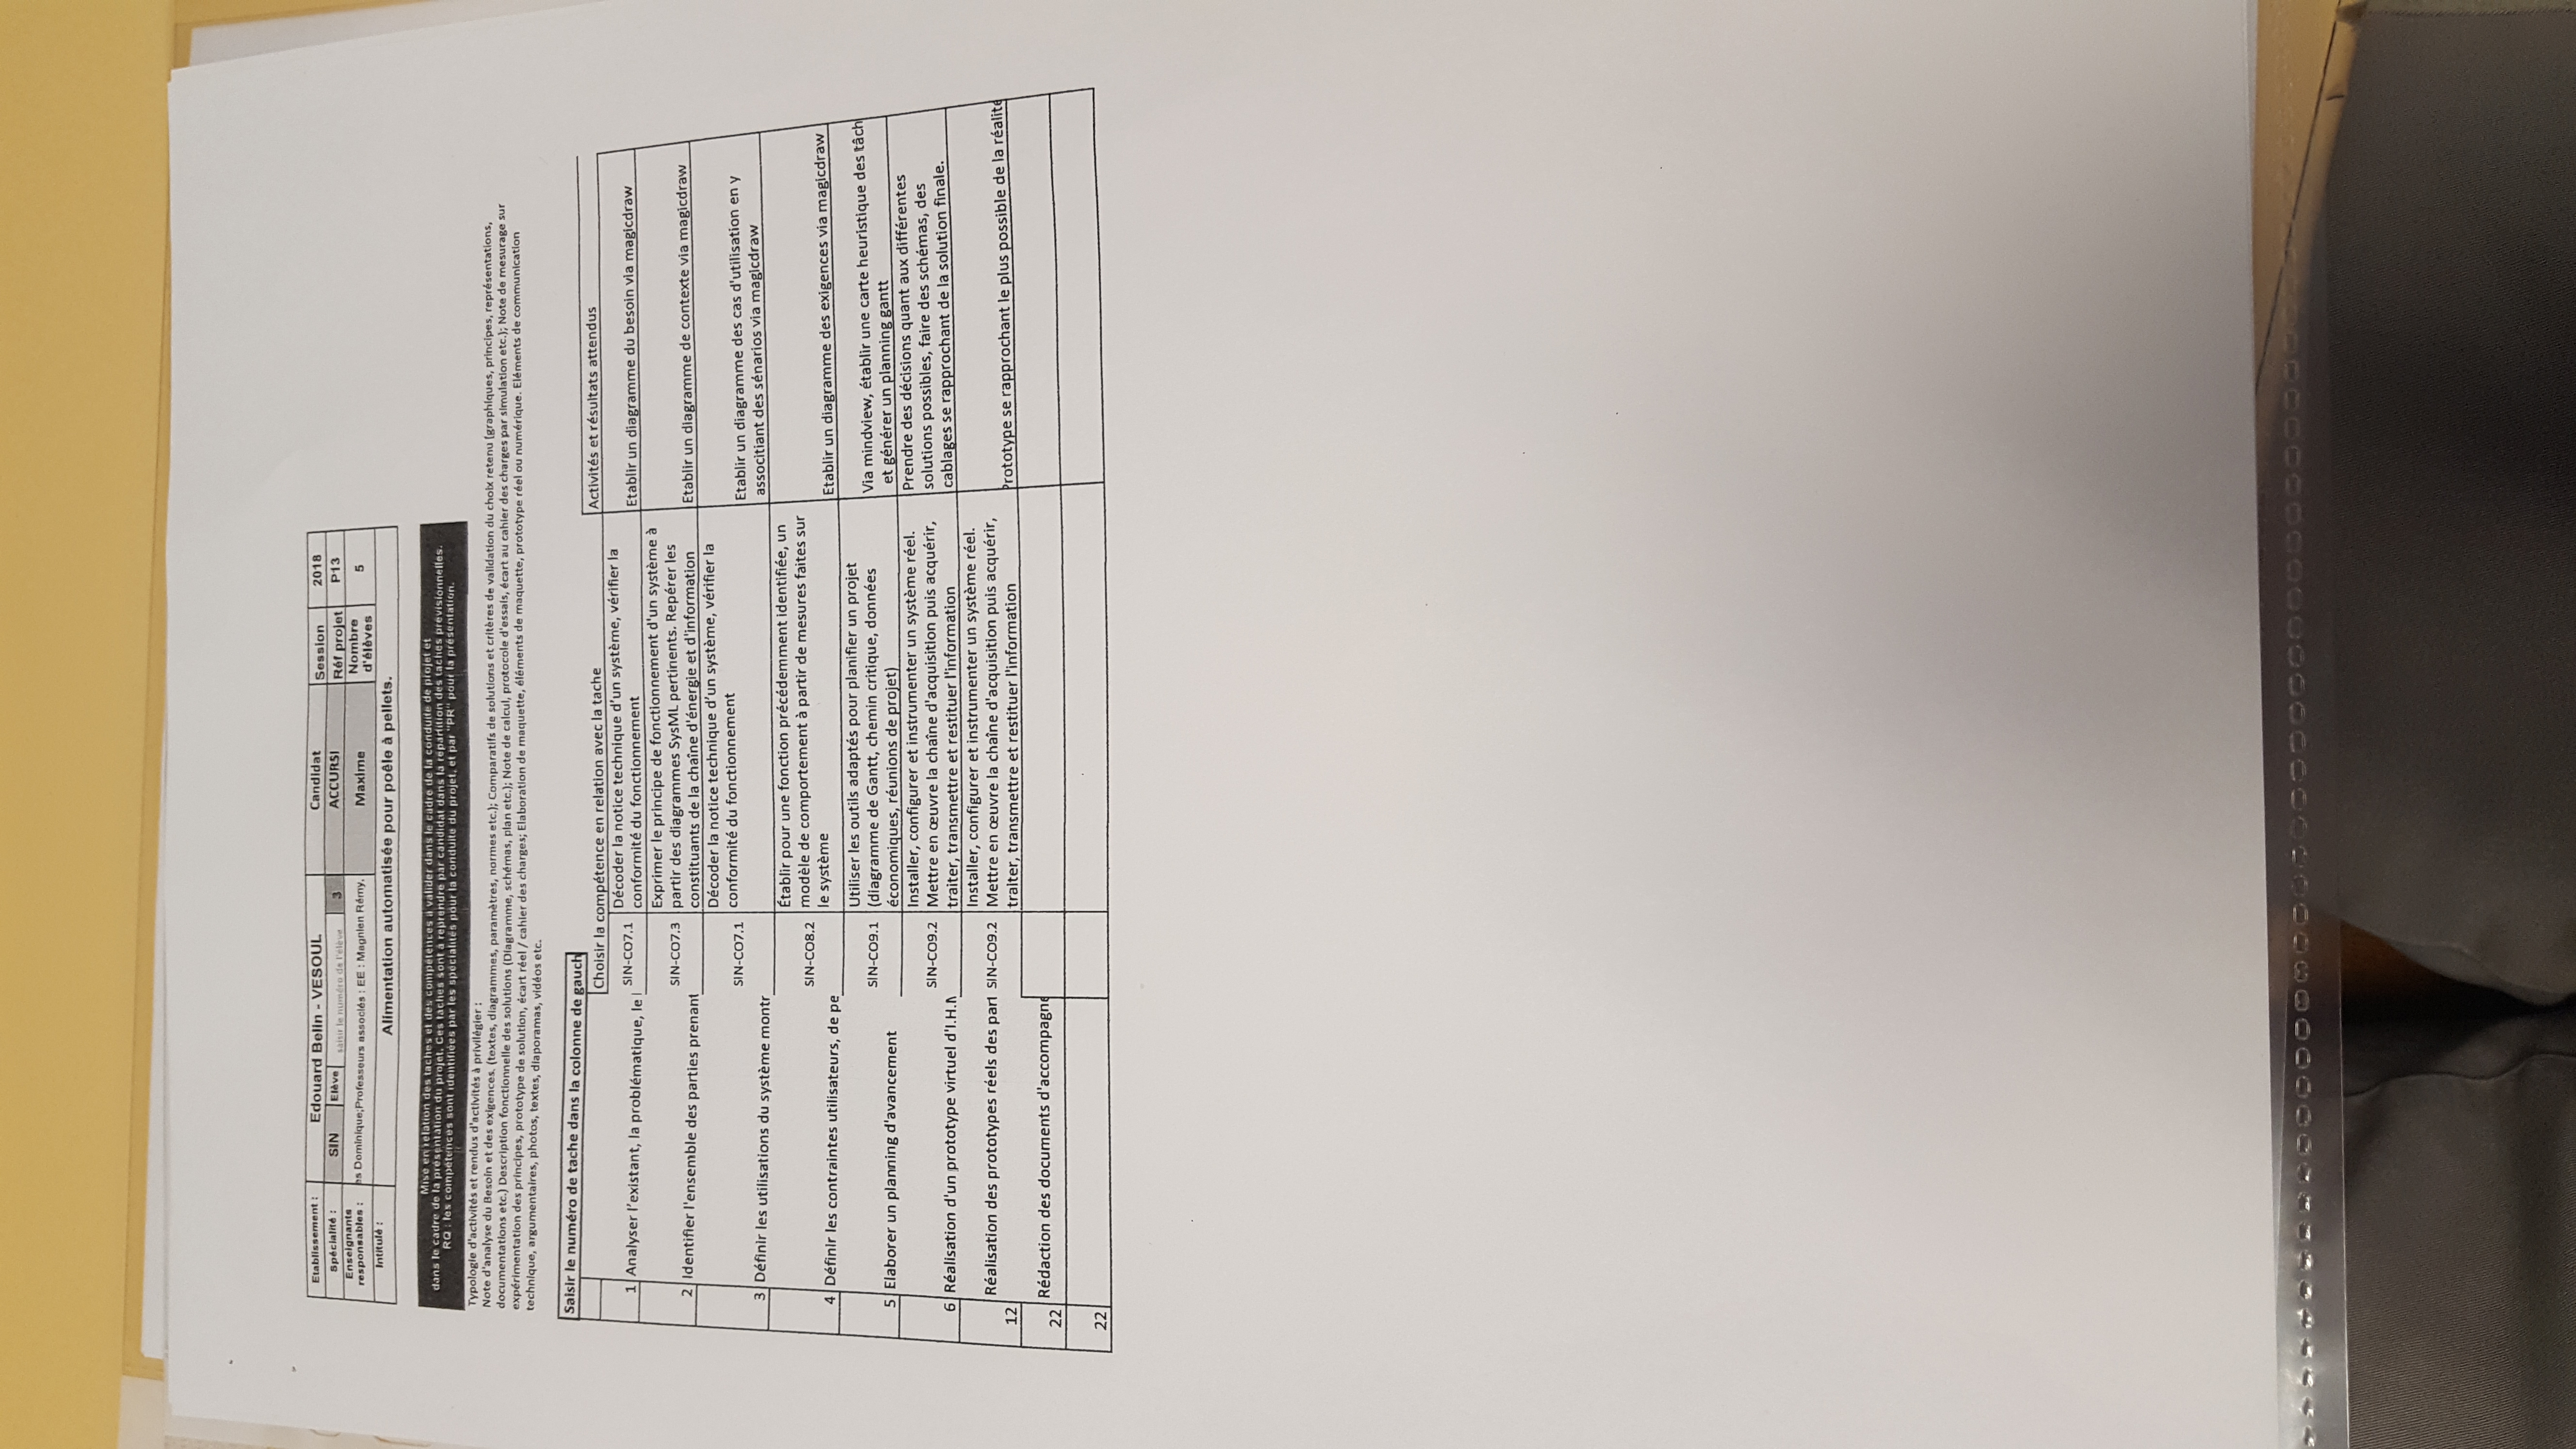 Etablissement : Edouard Belin - VESOUL Candidat Session 2018
Spécialité : SIN Elève saisir le numéro de l'élève 3 ACCURSI Réf projet P13
Enseignants responsables : es Dominique;Professeurs associés : EE : Magnien Rémy. Maxime Nombre d'élèves 5
Intitulé : Alimentation automatisée pour poêle à pellets.
Mise en relation des taches et des compétences à valider dans le cadre de la conduite de projet et
dans le cadre de la présentation du projet. Ces taches sont à reprendre par candidat dans la répartition des taches prévisionnelles.
RQ : les compétences sont identifiées par les spécialités pour la conduite du projet, et par "PR" pour la présentation.
Typologie d'activités et rendus d'activités à privilégier :
Note d'analyse du Besoin et des exigences. (textes, diagrammes, paramètres, normes etc.); Comparatifs de solutions et critères de validation du choix retenu [graphiques, principes, représentations,
documentations etc.) Description fonctionnelle des solutions (Diagramme, schémas, plan etc.); Note de calcul, protocole d'essais, écart au cahier des charges par simulation etc.); Note de mesurage sur
expérimentation des principes, prototype de solution, écart réel / cahier des charges; Elaboration de maquette, éléments de maquette, prototype réel ou numérique. Eléments de communication
technique, argumentaires, photos, textes, diaporamas, vidéos etc.
Saisir le numéro de tache dans la colonne de gauch
Choisir la compétence en relation avec la tache
Activités et résultats attendus
1 Analyser l'existant, la problématique, le
SIN-CO7.1
Décoder la notice technique d'un système, vérifier la
conformité du fonctionnement
Etablir un diagramme du besoin via magicdraw
2 Identifier l'ensemble des parties prenant
SIN-CO7.3
Exprimer le principe de fonctionnement d'un système à
partir des diagrammes SysML pertinents. Repérer les
constituants de la chaîne d'énergie et d'information
Etablir un diagramme de contexte via magicdraw
3 Définir les utilisations du système montr
SIN-CO7.1
Décoder la notice technique d'un système, vérifier la
conformité du fonctionnement
Etablir un diagramme des cas d'utilisation en y
associtiant des sénarios via magicdraw
4 Définir les contraintes utilisateurs, de pe
SIN-CO8.2
Établir pour une fonction précédemment identifiée, un
modèle de comportement à partir de mesures faites sur
le système
Etablir un diagramme des exigences via magicdraw
5 Elaborer un planning d'avancement
SIN-CO9.1
Utiliser les outils adaptés pour planifier un projet
(diagramme de Gantt, chemin critique, données
économiques, réunions de projet)
Via mindview, établir une carte heuristique des tâch
et générer un planning gantt
6 Réalisation d'un prototype virtuel d'I.H.M
SIN-CO9.2
Installer, configurer et instrumenter un système réel.
Mettre en œuvre la chaîne d'acquisition puis acquérir,
traiter, transmettre et restituer l'information
Prendre des décisions quant aux différentes
solutions possibles, faire des schémas, des
cablages se rapprochant de la solution finale.
12 Réalisation des prototypes réels des part
SIN-CO9.2
Installer, configurer et instrumenter un système réel.
Mettre en œuvre la chaîne d'acquisition puis acquérir,
traiter, transmettre et restituer l'information
Prototype se rapprochant le plus possible de la réalité
22 Rédaction des documents d'accompagne
22